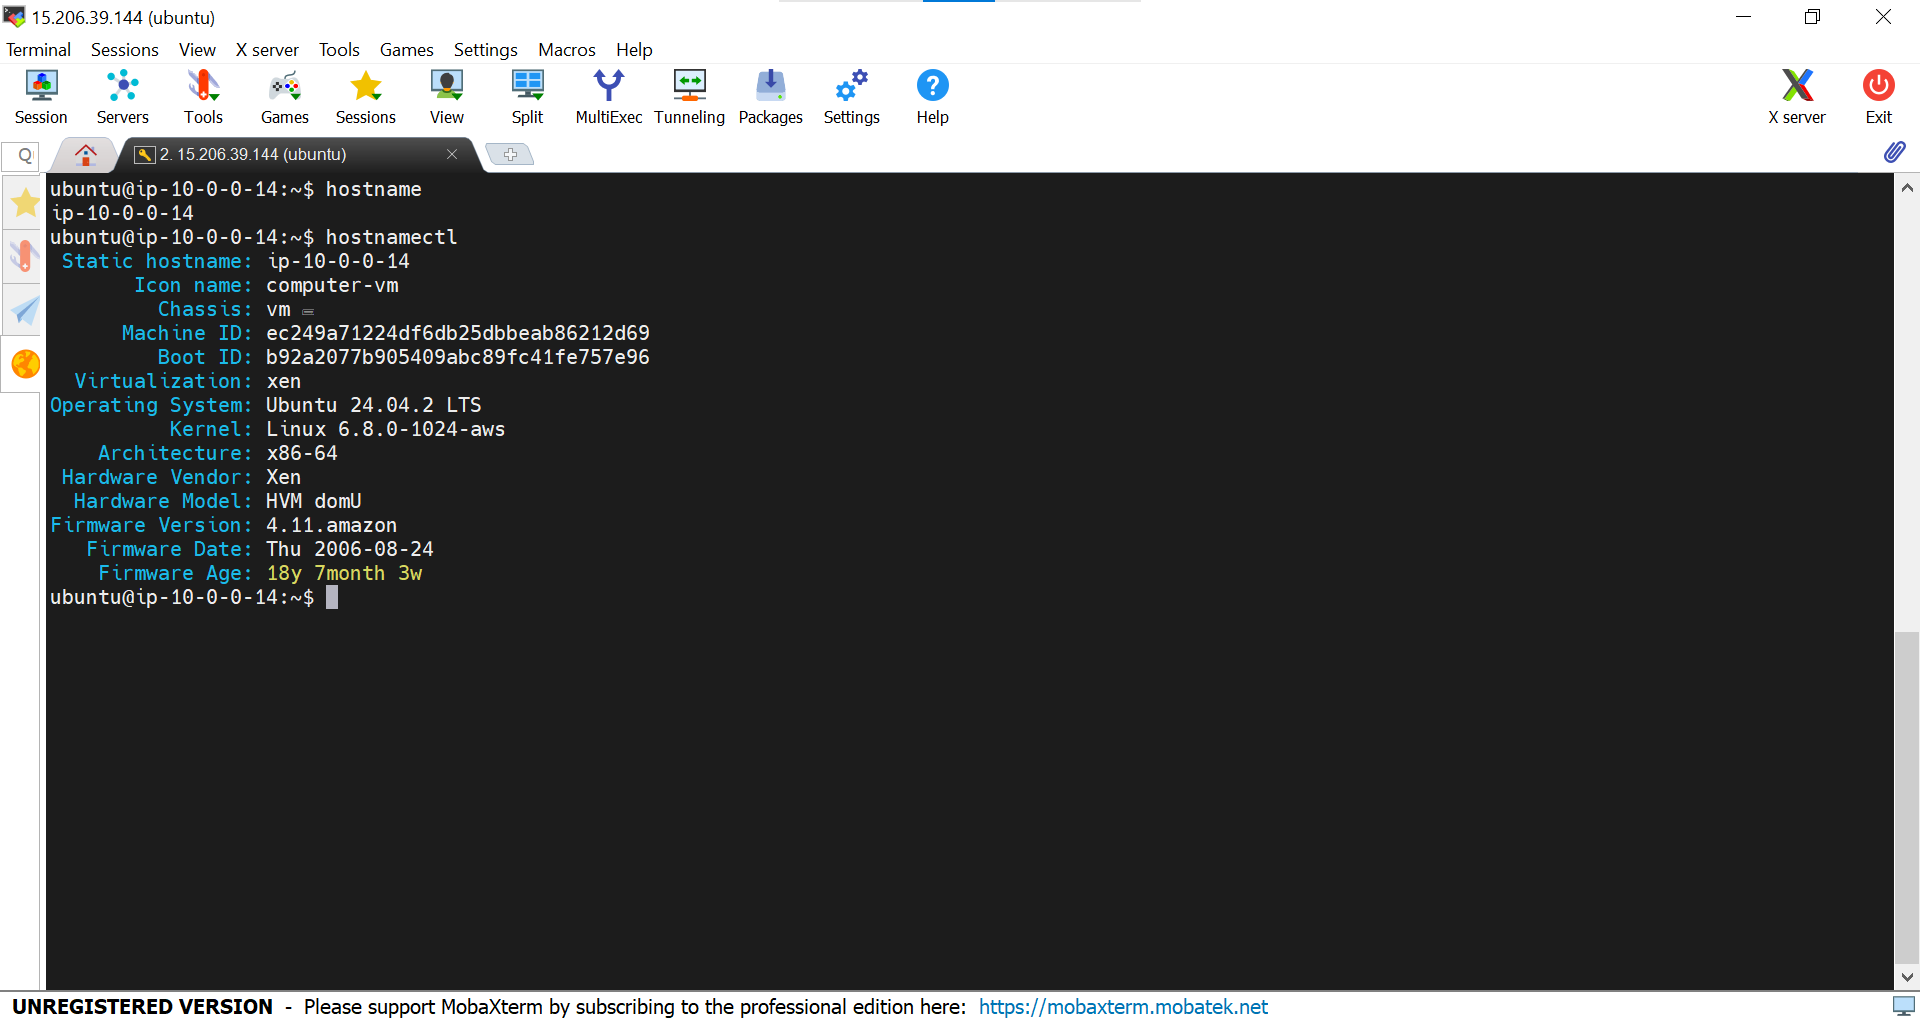 15.206.39.144 (ubuntu)
Terminal Sessions View X server Tools Games Settings Macros Help
Session Servers Tools Games Sessions View Split MultiExec Tunneling Packages Settings Help X server Exit
2. 15.206.39.144 (ubuntu)
ubuntu@ip-10-0-0-14:~$ hostname
ip-10-0-0-14
ubuntu@ip-10-0-0-14:~$ hostnamectl
Static hostname: ip-10-0-0-14
Icon name: computer-vm
Chassis: vm
Machine ID: ec249a71224df6db25dbbeab86212d69
Boot ID: b92a2077b905409abc89fc41fe757e96
Virtualization: xen
Operating System: Ubuntu 24.04.2 LTS
Kernel: Linux 6.8.0-1024-aws
Architecture: x86-64
Hardware Vendor: Xen
Hardware Model: HVM domU
Firmware Version: 4.11.amazon
Firmware Date: Thu 2006-08-24
Firmware Age: 18y 7month 3w
ubuntu@ip-10-0-0-14:~$
UNREGISTERED VERSION - Please support MobaXterm by subscribing to the professional edition here: https://mobaxterm.mobatek.net